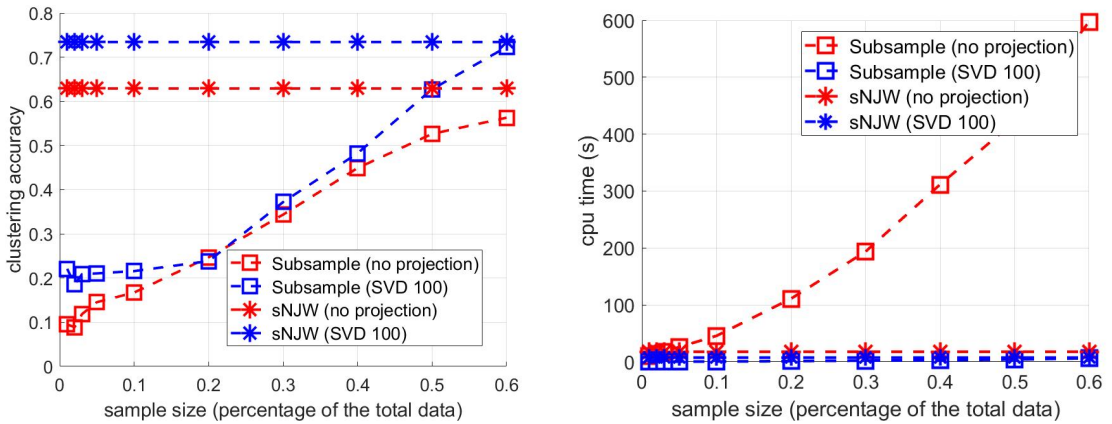 0.8
0.7
0.6
0.5
0.4
0.3
0.2
0.1
0
clustering accuracy
Subsample (no projection)
Subsample (SVD 100)
sNJW (no projection)
sNJW (SVD 100)
0 0.1 0.2 0.3 0.4 0.5 0.6
sample size (percentage of the total data)
600
500
400
300
200
100
0
cpu time (s)
Subsample (no projection)
Subsample (SVD 100)
sNJW (no projection)
sNJW (SVD 100)
0 0.1 0.2 0.3 0.4 0.5 0.6
sample size (percentage of the total data)